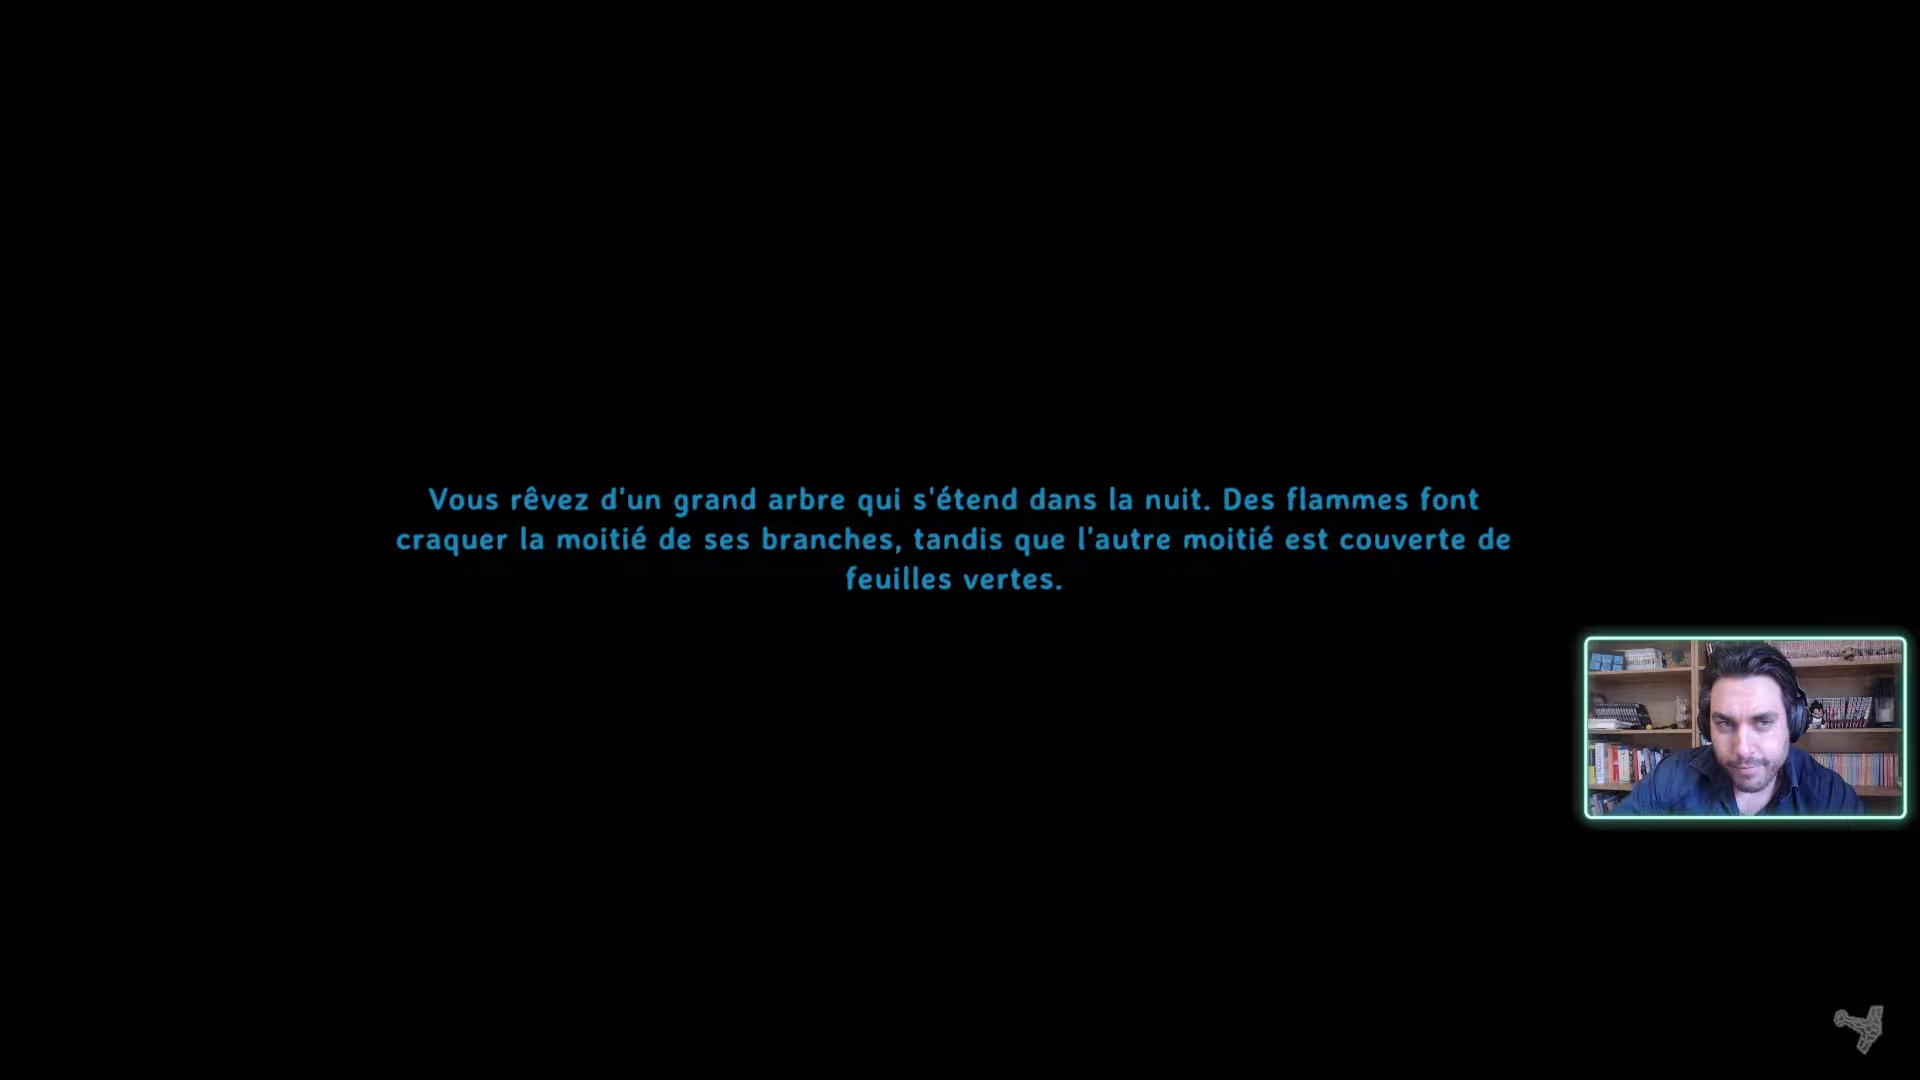 Vous rêvez d'un grand arbre qui s'étend dans la nuit. Des flammes font
craquer la moitié de ses branches, tandis que l'autre moitié est couverte de
feuilles vertes.